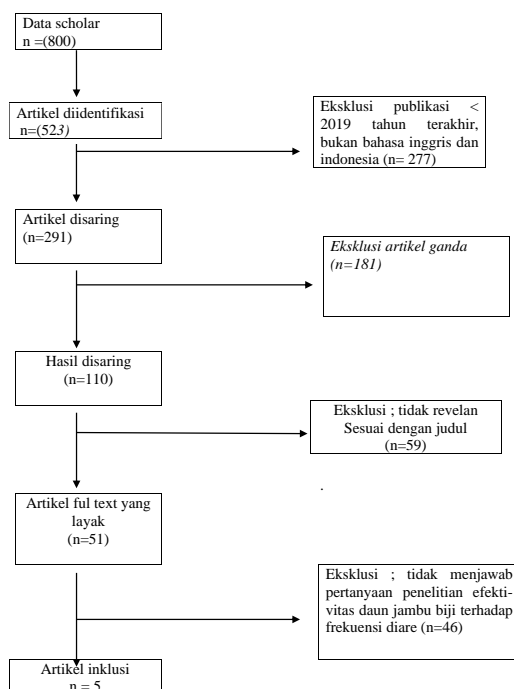 Data scholar
n =(800)
Artikel diidentifikasi
n=(523)
Eksklusi publikasi <
2019 tahun terakhir,
bukan bahasa inggris dan
indonesia (n= 277)
Artikel disaring
(n=291)
Eksklusi artikel ganda
(n=181)
Hasil disaring
(n=110)
Eksklusi ; tidak revelan
Sesuai dengan judul
(n=59)
.
Artikel ful text yang
layak
(n=51)
Eksklusi ; tidak menjawab
pertanyaan penelitian efekti-
vitas daun jambu biji terhadap
frekuensi diare (n=46)
Artikel inklusi
n = 5